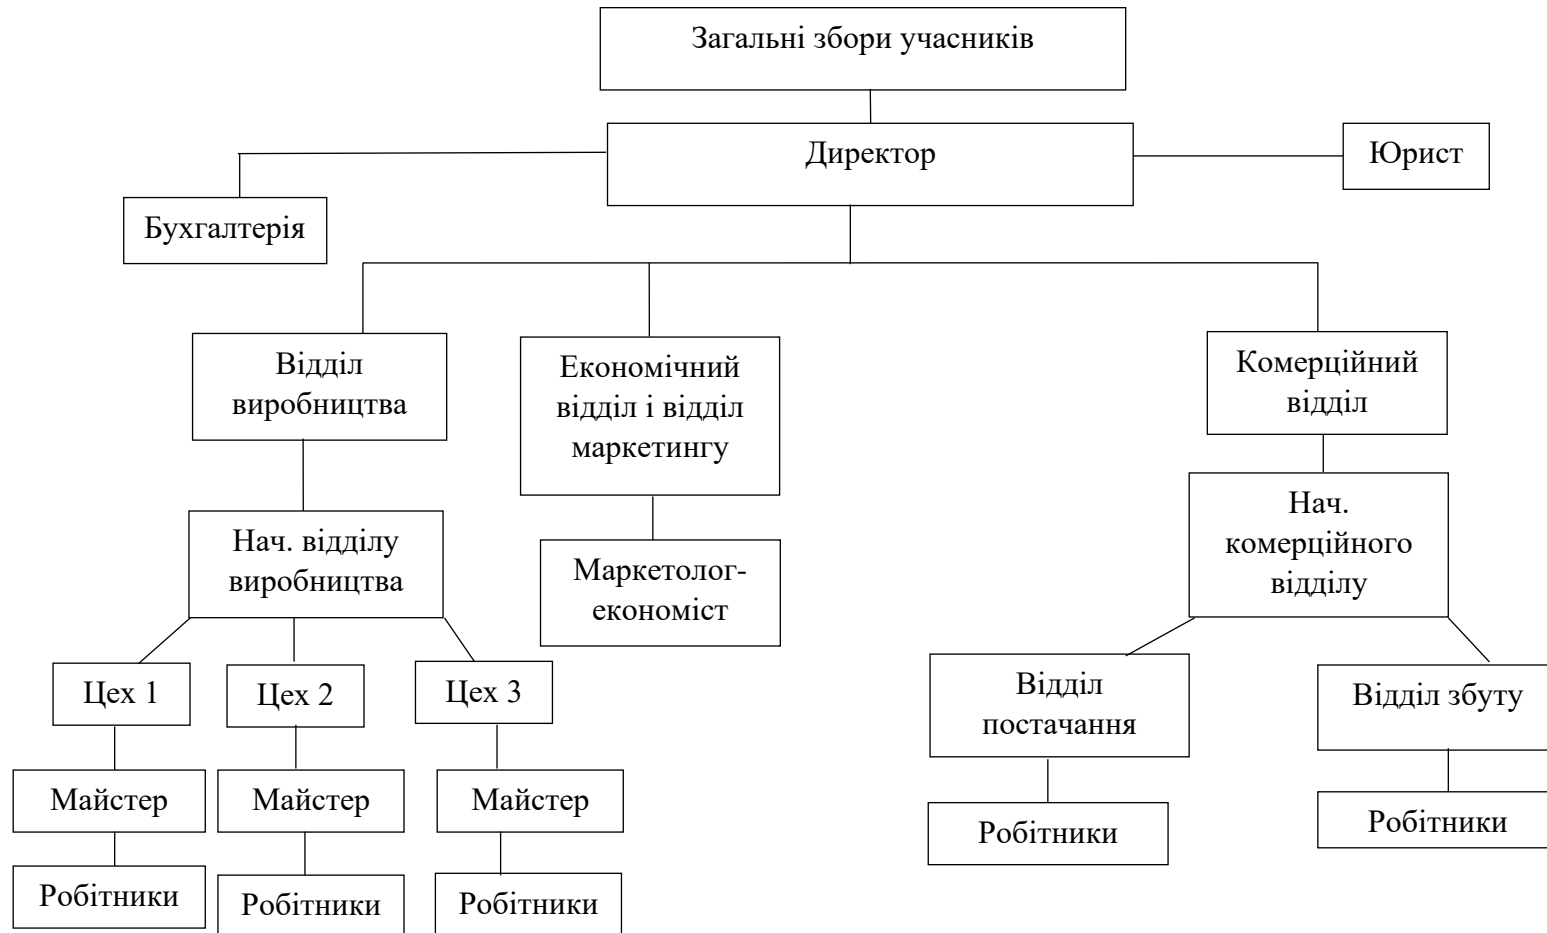 Загальні збори учасників
Директор
Юрист
Бухгалтерія
Відділ
виробництва
Економічний
відділ і відділ
маркетингу
Комерційний
відділ
Нач. відділу
виробництва
Маркетолог-
економіст
Нач.
комерційного
відділу
Цех 1
Цех 2
Цех 3
Відділ
постачання
Відділ збуту
Майстер
Майстер
Майстер
Робітники
Робітники
Робітники
Робітники
Робітники